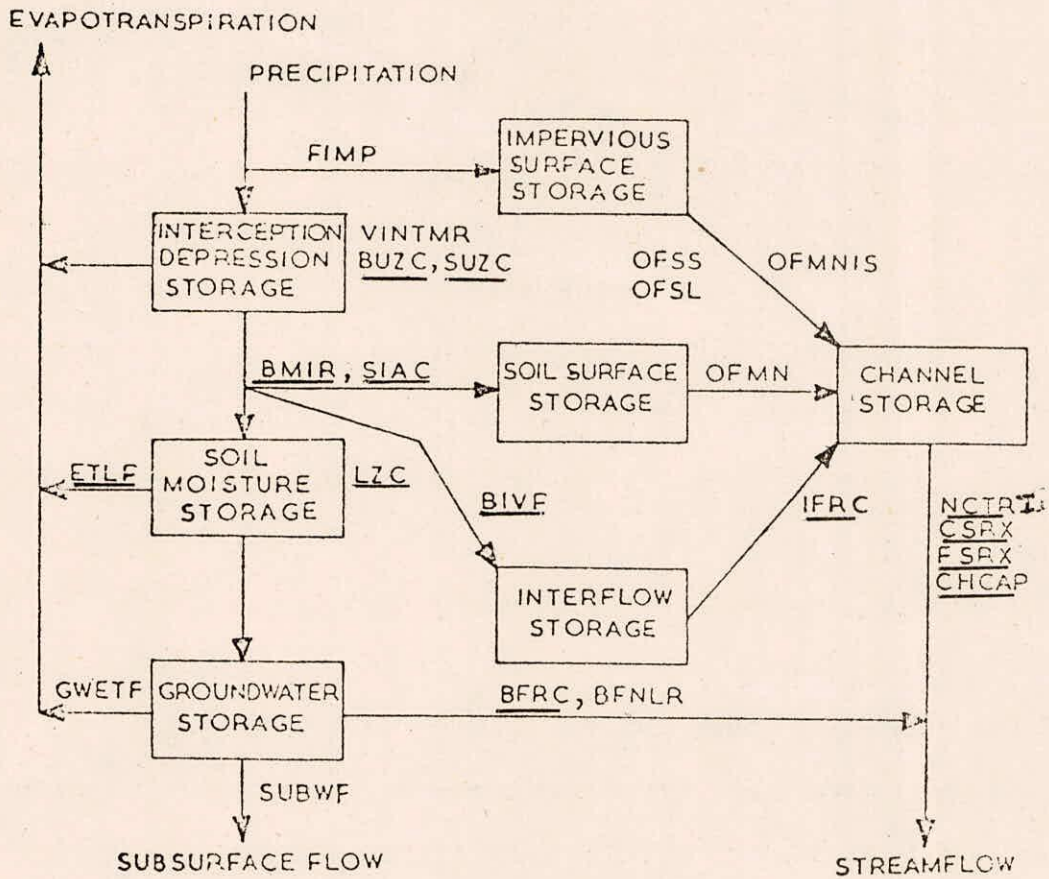 EVAPOTRANSPIRATION
PRECIPITATION
FIMP
IMPERVIOUS
SURFACE
STORAGE
INTERCEPTION
DEPRESSION
STORAGE
VINTMR
BUZC, SUZC
OFSS
OFSL
OFMNIS
BMIR, SIAC
SOIL SURFACE
STORAGE
OFMN
CHANNEL
STORAGE
ETLF
SOIL
MOISTURE
STORAGE
LZC
BIVF
IFRC
NCTRI
CSRX
FSRX
CHCAP
INTERFLOW
STORAGE
GWETF
GROUNDWATER
STORAGE
BFRC, BFNLR
SUBWF
SUBSURFACE FLOW
STREAMFLOW